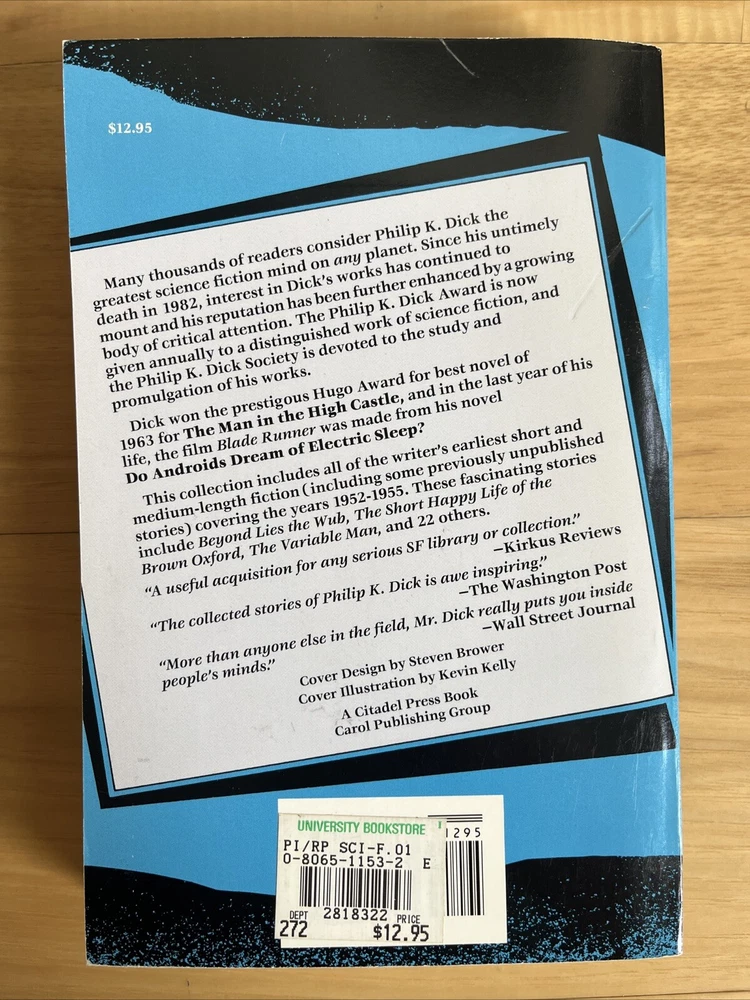 $12.95
Many thousands of readers consider Philip K. Dick the
greatest science fiction mind on any planet. Since his untimely
death in 1982, interest in Dick's works has continued to
mount and his reputation has been further enhanced by a growing
body of critical attention. The Philip K. Dick Award is now
given annually to a distinguished work of science fiction, and
the Philip K. Dick Society is devoted to the study and
promulgation of his works.
Dick won the prestigious Hugo Award for best novel of
1963 for The Man in the High Castle, and in the last year of his
life, the film Blade Runner was made from his novel
Do Androids Dream of Electric Sleep?
This collection includes all of the writer's earliest short and
medium-length fiction (including some previously unpublished
stories) covering the years 1952-1955. These fascinating stories
include Beyond Lies the Wub, The Short Happy Life of the
Brown Oxford, The Variable Man, and 22 others.
“A useful acquisition for any serious SF library or collection.”
—Kirkus Reviews
“The collected stories of Philip K. Dick is awe inspiring.”
—The Washington Post
“More than anyone else in the field, Mr. Dick really puts you inside
people's minds.”
—Wall Street Journal
Cover Design by Steven Brower
Cover Illustration by Kevin Kelly
A Citadel Press Book
Carol Publishing Group
UNIVERSITY BOOKSTORE
1295
PI/RP SCI-F.01
0-8065-1153-2 E
DEPT 2818322 PRICE
272 $12.95